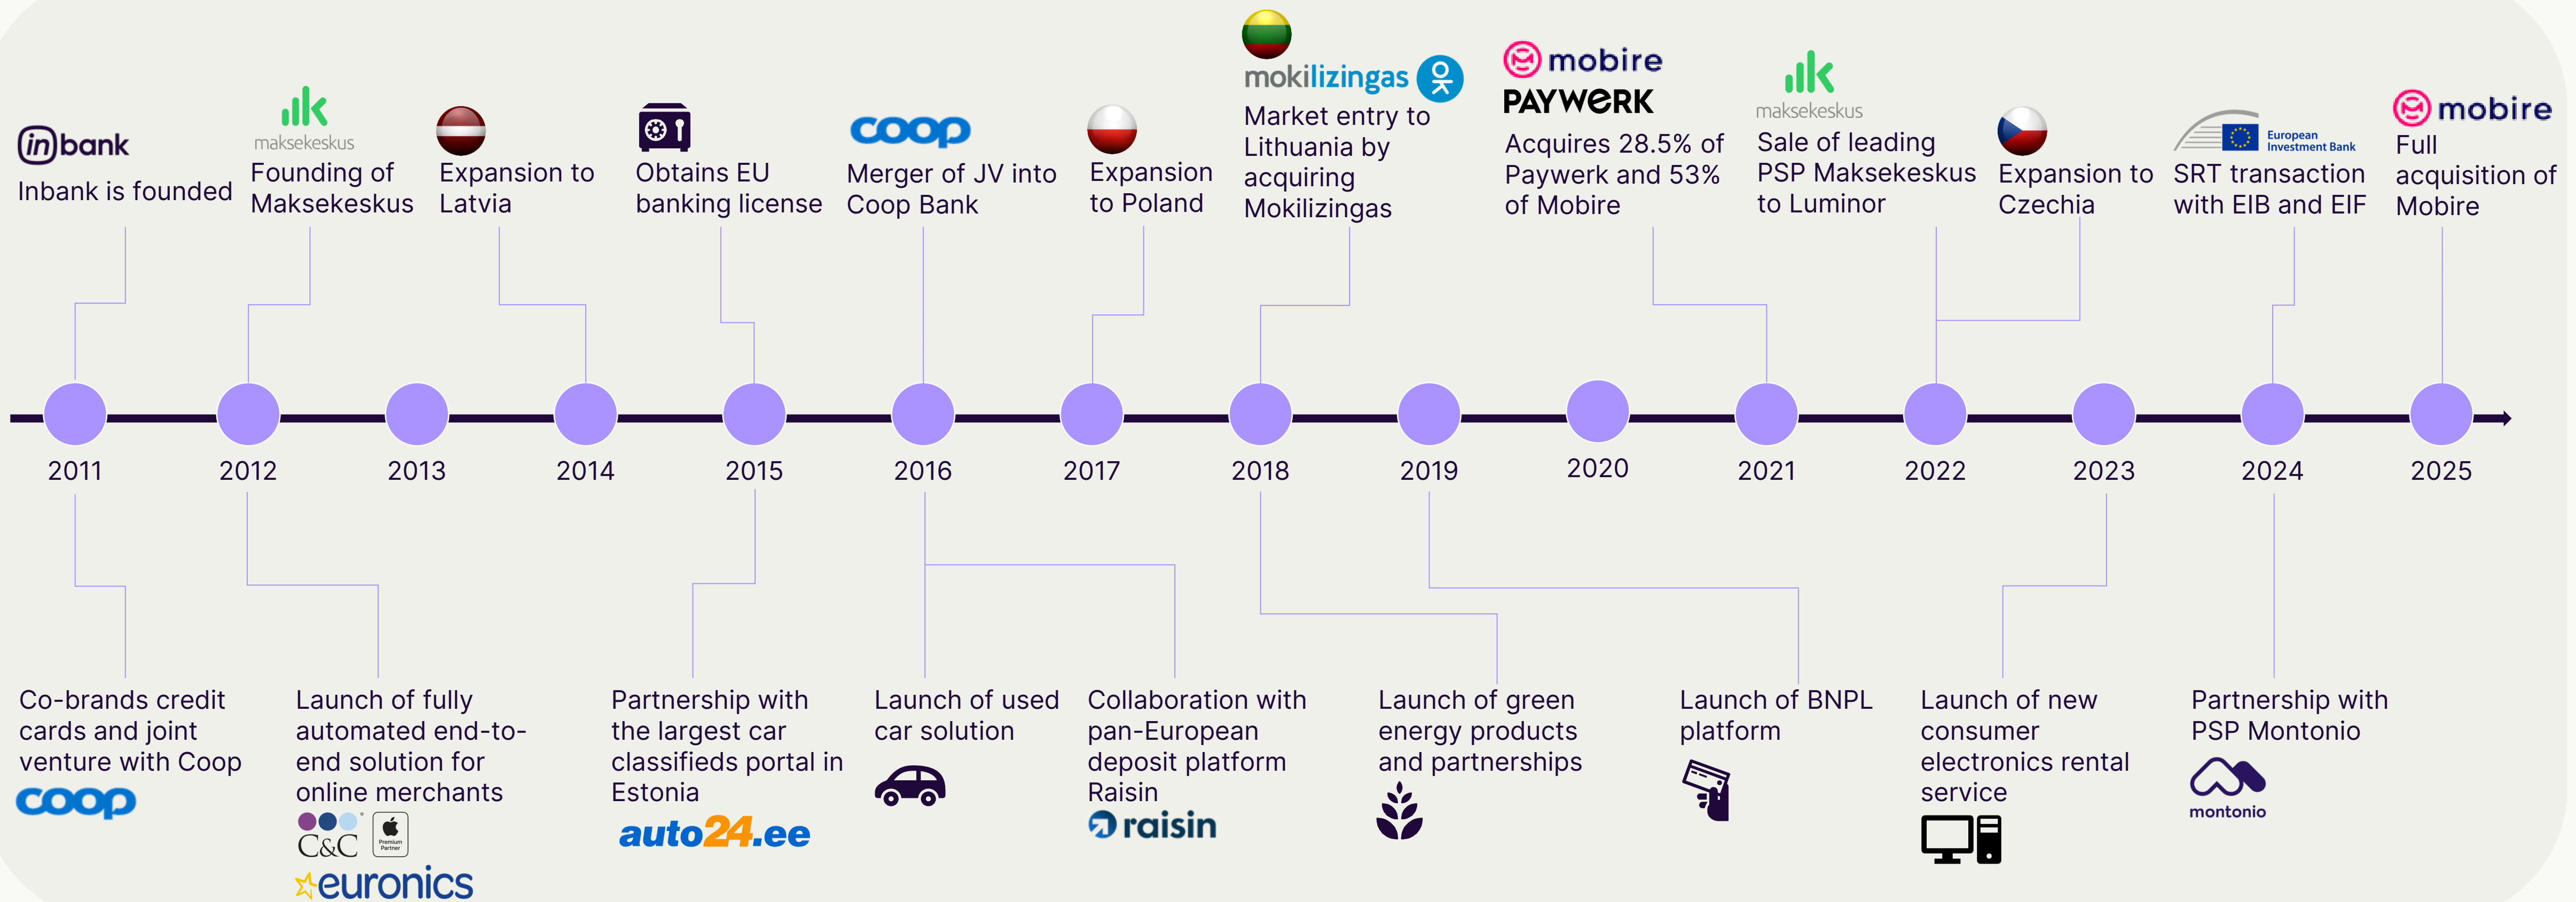 inbank
Inbank is founded
maksekeskus
Founding of
Maksekeskus
Expansion to
Latvia
Obtains EU
banking license
coop
Merger of JV into
Coop Bank
Expansion
to Poland
mokilizingas
Market entry to
Lithuania by
acquiring
Mokilizingas
mobire
PAYWERK
Acquires 28.5% of
Paywerk and 53%
of Mobire
maksekeskus
Sale of leading
PSP Maksekeskus
to Luminor
Expansion to
Czechia
European
Investment Bank
SRT transaction
with EIB and EIF
mobire
Full
acquisition of
Mobire
2011
2012
2013
2014
2015
2016
2017
2018
2019
2020
2021
2022
2023
2024
2025
Co-brands credit
cards and joint
venture with Coop
coop
Launch of fully
automated end-to-
end solution for
online merchants
C&C
Premium
Partner
euronics
Partnership with
the largest car
classifieds portal in
Estonia
auto24.ee
Launch of used
car solution
Collaboration with
pan-European
deposit platform
Raisin
raisin
Launch of green
energy products
and partnerships
Launch of BNPL
platform
Launch of new
consumer
electronics rental
service
Partnership with
PSP Montonio
montonio